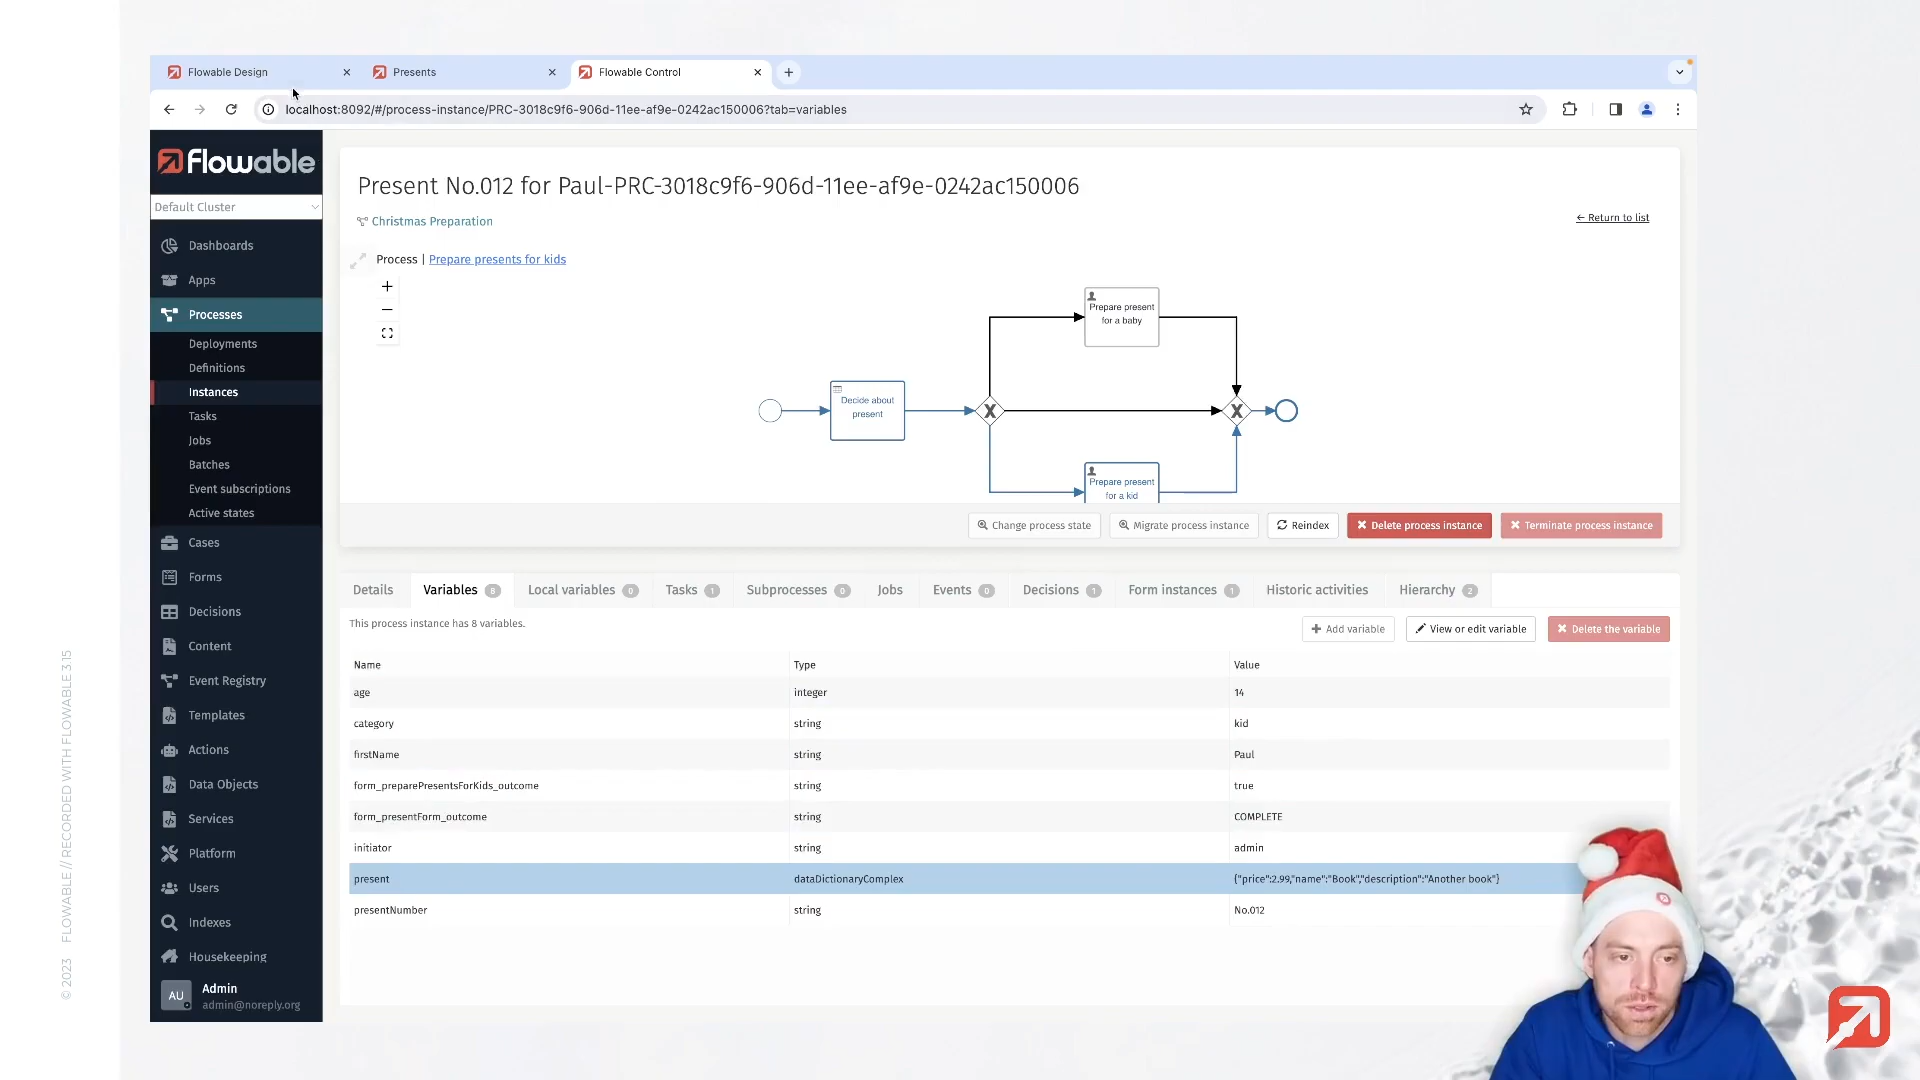 Flowable Design
Presents
Flowable Control
localhost:8092/#/process-instance/PRC-3018c9f6-906d-11ee-af9e-0242ac150006?tab=variables
Flowable
Default Cluster
Dashboards
Apps
Processes
Deployments
Definitions
Instances
Tasks
Jobs
Batches
Event subscriptions
Active states
Cases
Forms
Decisions
Content
Event Registry
Templates
Actions
Data Objects
Services
Platform
Users
Indexes
Housekeeping
AU
Admin
admin@noreply.org
Present No.012 for Paul-PRC-3018c9f6-906d-11ee-af9e-0242ac150006
Christmas Preparation
← Return to list
Process | Prepare presents for kids
Prepare present
for a baby
Decide about
present
X
X
Prepare present
for a kid
Change process state
Migrate process instance
Reindex
Delete process instance
Terminate process instance
Details
Variables 8
Local variables 0
Tasks 1
Subprocesses 0
Jobs
Events 0
Decisions 1
Form instances 1
Historic activities
Hierarchy 2
This process instance has 8 variables.
Add variable
View or edit variable
Delete the variable
Name Type Value
age integer 14
category string kid
firstName string Paul
form_preparePresentsForKids_outcome string true
form_presentForm_outcome string COMPLETE
initiator string admin
present dataDictionaryComplex {"price":2.99,"name":"Book","description":"Another book"}
presentNumber string No.012
© 2023 FLOWABLE // RECORDED WITH FLOWABLE 3.15